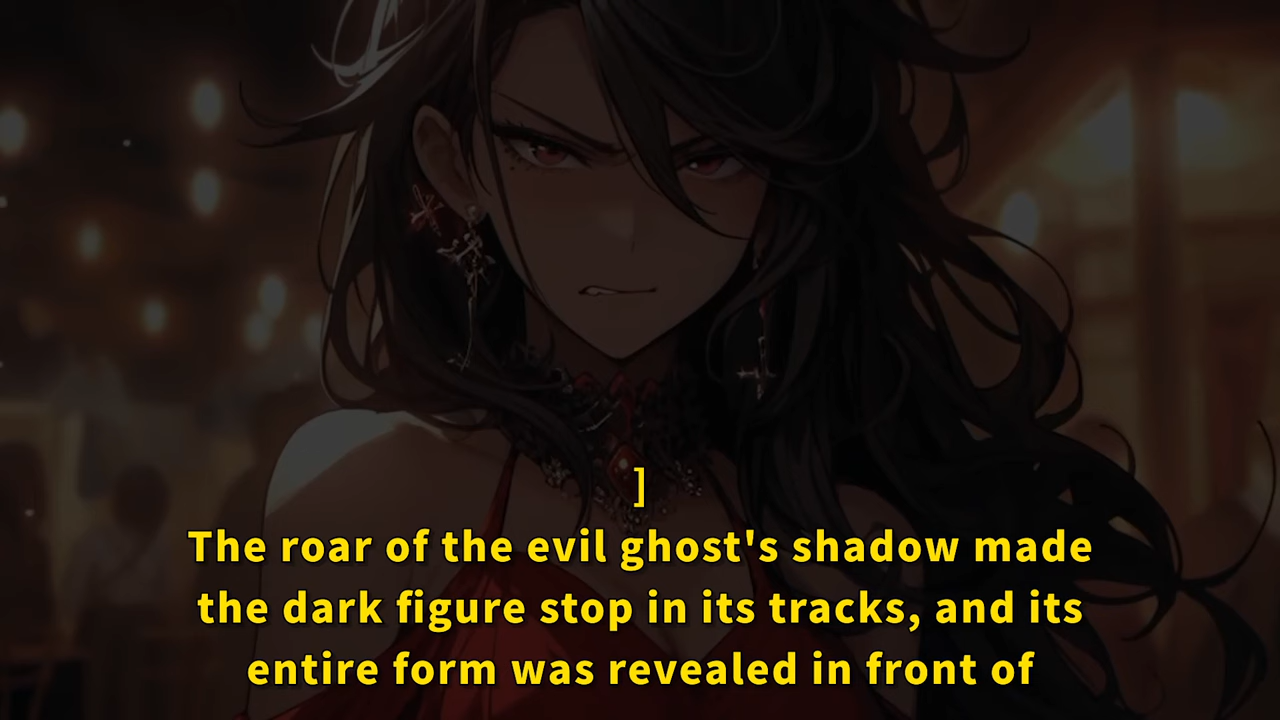 ]
The roar of the evil ghost's shadow made
the dark figure stop in its tracks, and its
entire form was revealed in front of